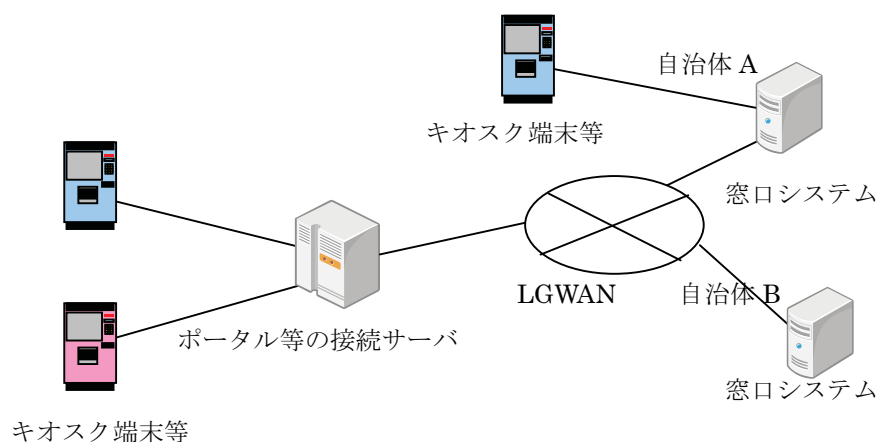 自治体 A
キオスク端末等
窓口システム
LGWAN
自治体 B
ポータル等の接続サーバ
窓口システム
キオスク端末等